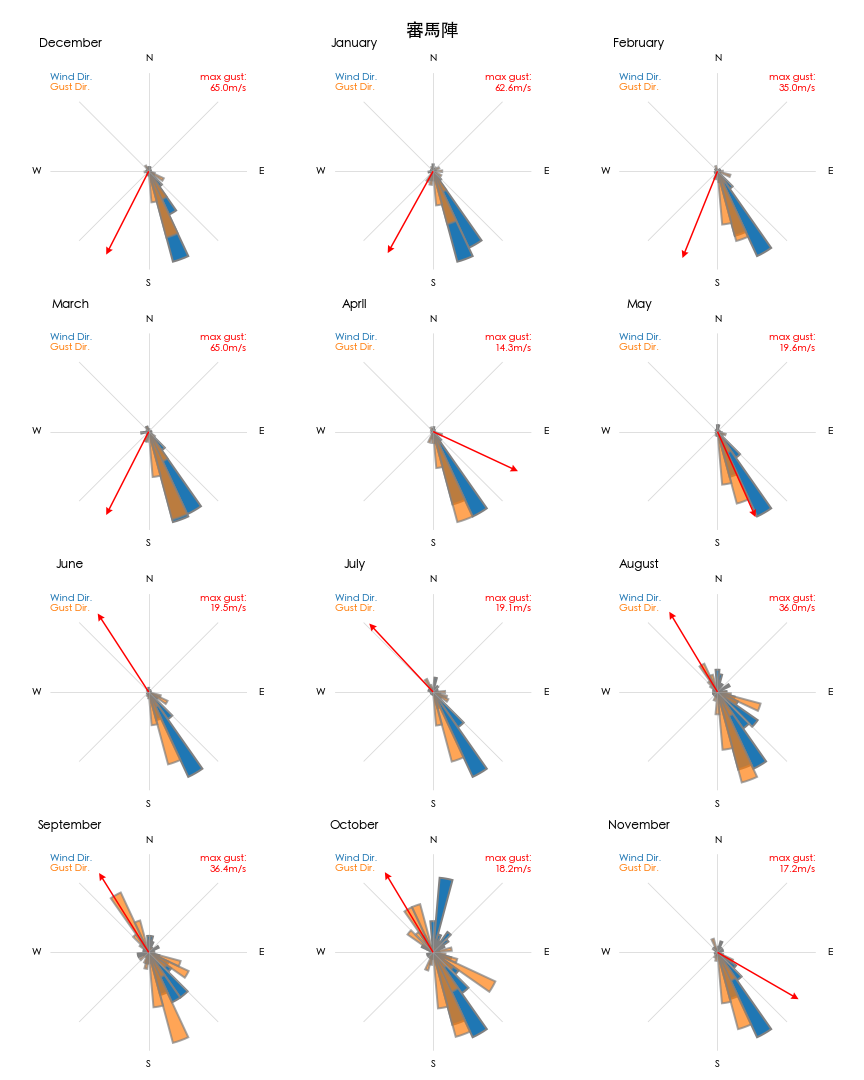 審馬陣
December
N
Wind Dir.
Gust Dir.
max gust:
65.0m/s
W
E
S
January
N
Wind Dir.
Gust Dir.
max gust:
62.6m/s
W
E
S
February
N
Wind Dir.
Gust Dir.
max gust:
35.0m/s
W
E
S
March
N
Wind Dir.
Gust Dir.
max gust:
65.0m/s
W
E
S
April
N
Wind Dir.
Gust Dir.
max gust:
14.3m/s
W
E
S
May
N
Wind Dir.
Gust Dir.
max gust:
19.6m/s
W
E
S
June
N
Wind Dir.
Gust Dir.
max gust:
19.5m/s
W
E
S
July
N
Wind Dir.
Gust Dir.
max gust:
19.1m/s
W
E
S
August
N
Wind Dir.
Gust Dir.
max gust:
36.0m/s
W
E
S
September
N
Wind Dir.
Gust Dir.
max gust:
36.4m/s
W
E
S
October
N
Wind Dir.
Gust Dir.
max gust:
18.2m/s
W
E
S
November
N
Wind Dir.
Gust Dir.
max gust:
17.2m/s
W
E
S